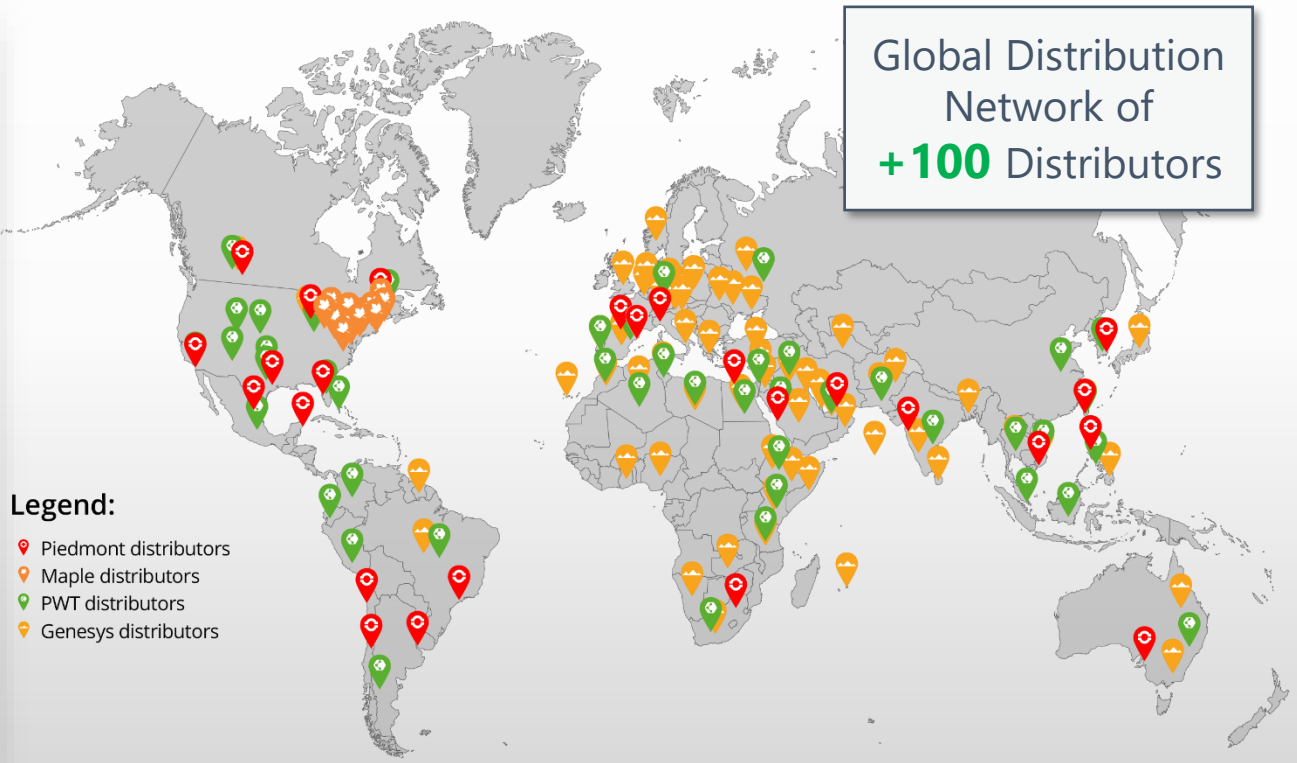 Global Distribution
Network of
+100 Distributors
Legend:
Piedmont distributors
Maple distributors
PWT distributors
Genesys distributors